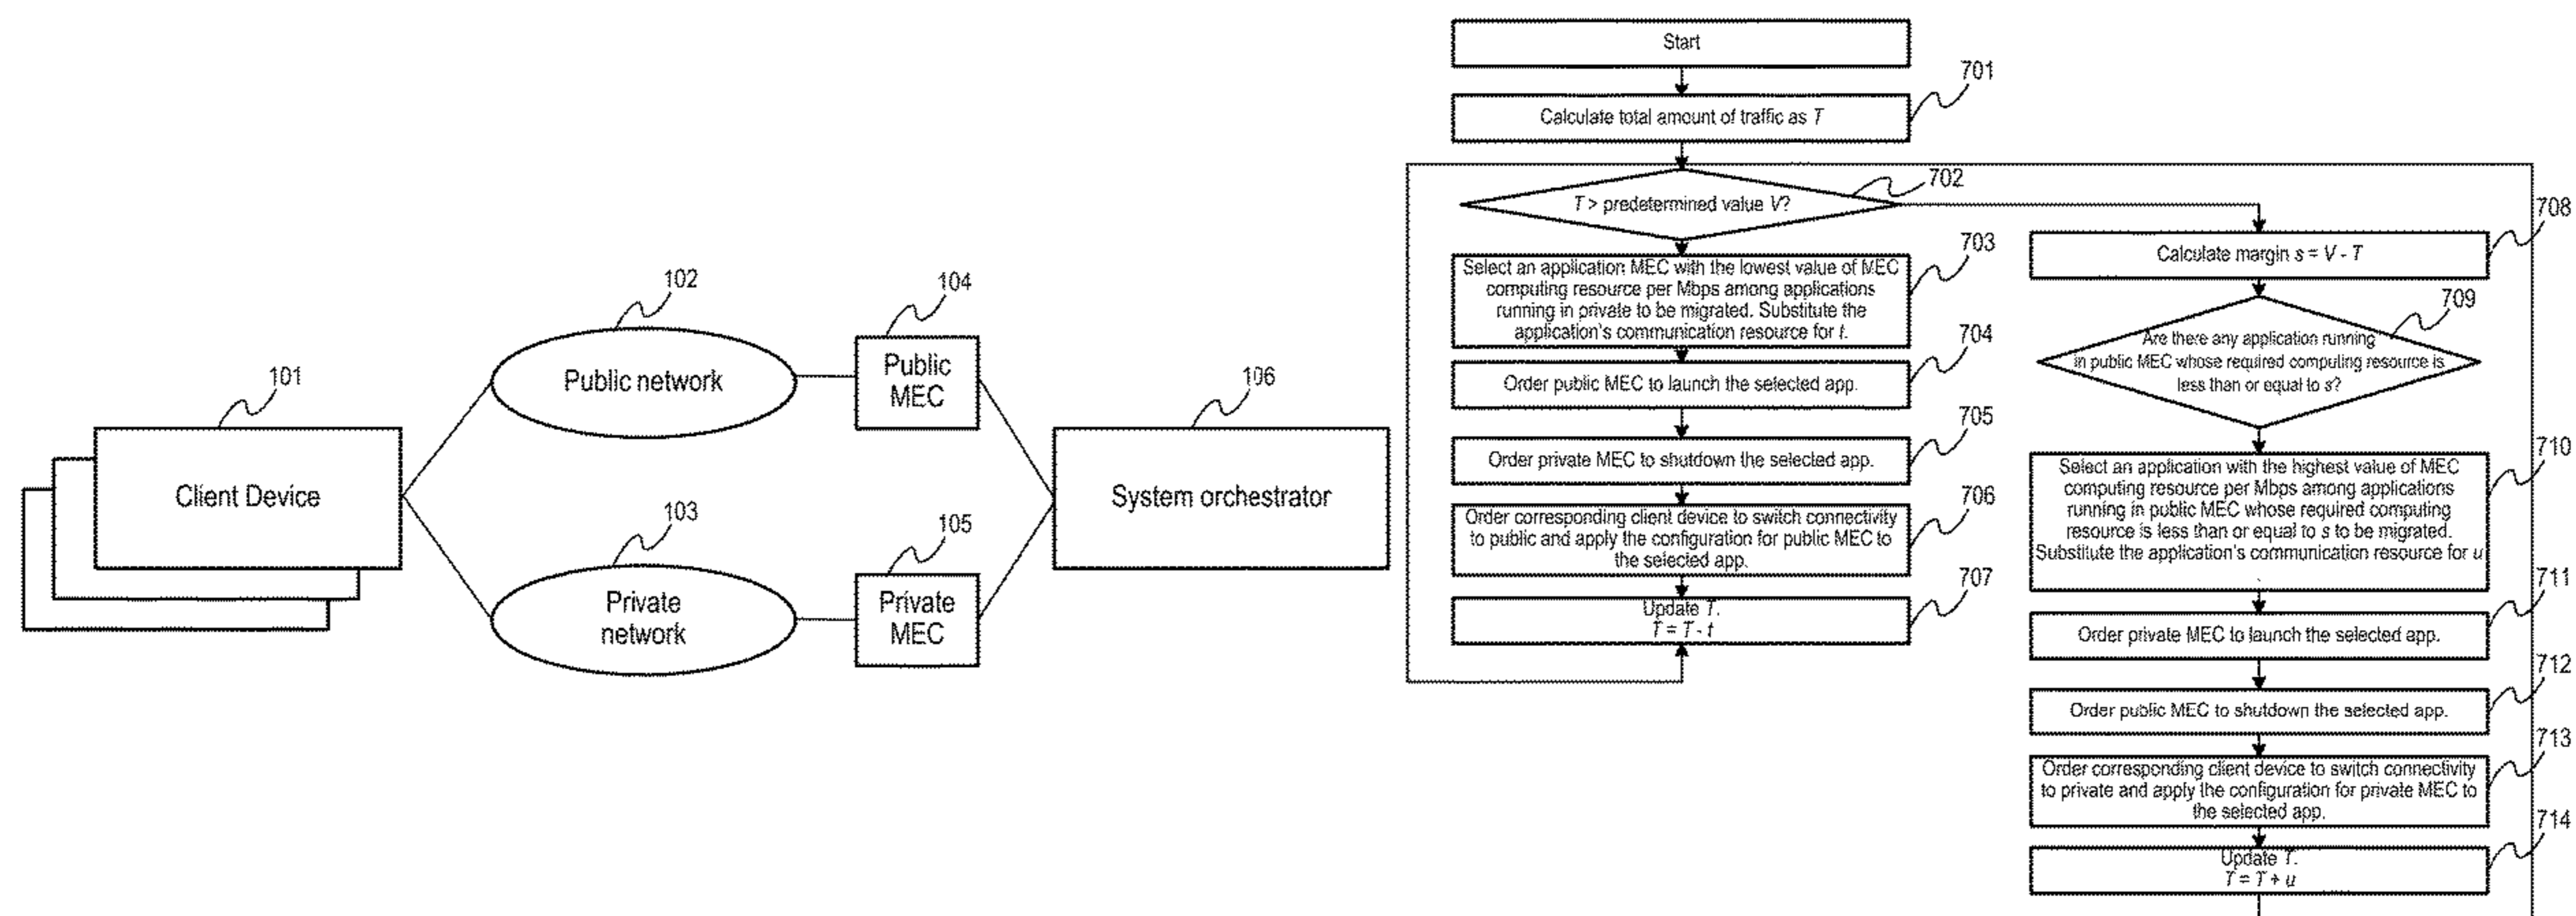 101
Client Device
102
Public network
103
Private
network
104
Public
MEC
105
Private
MEC
106
System orchestrator
Start
701
Calculate total amount of traffic as T
702
T > predetermined value V?
703
Select an application MEC with the lowest value of MEC
computing resource per Mbps among applications
running in private to be migrated. Substitute the
application's communication resource for t.
704
Order public MEC to launch the selected app.
705
Order private MEC to shutdown the selected app.
706
Order corresponding client device to switch connectivity
to public and apply the configuration for public MEC to
the selected app.
707
Update T.
T = T - t
708
Calculate margin s = V - T
709
Are there any application running
in public MEC whose required computing resource is
less than or equal to s?
710
Select an application with the highest value of MEC
computing resource per Mbps among applications
running in public MEC whose required computing
resource is less than or equal to s to be migrated.
Substitute the application's communication resource for u
711
Order private MEC to launch the selected app.
712
Order public MEC to shutdown the selected app.
713
Order corresponding client device to switch connectivity
to private and apply the configuration for private MEC to
the selected app.
714
Update T.
T = T + u